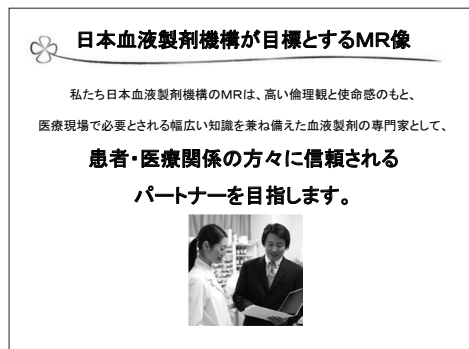 日本血液製剤機構が目標とするMR像
私たち日本血液製剤機構のMRは、高い倫理観と使命感のもと、
医療現場で必要とされる幅広い知識を兼ね備えた血液製剤の専門家として、
患者・医療関係の方々に信頼される
パートナーを目指します。